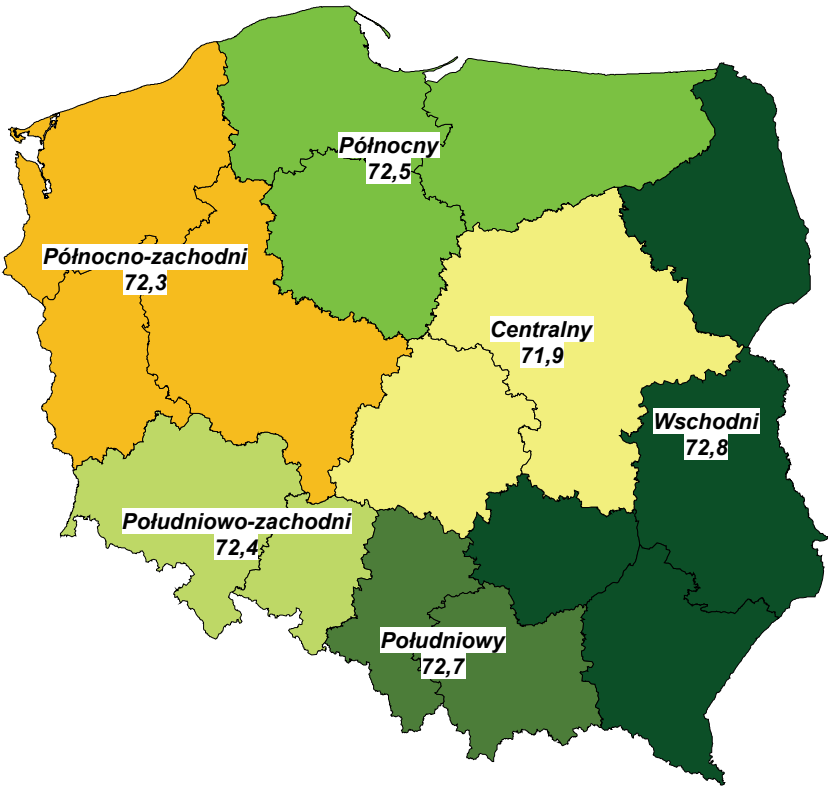 Północny
72,5
Północno-zachodni
72,3
Centralny
71,9
Wschodni
72,8
Południowo-zachodni
72,4
Południowy
72,7